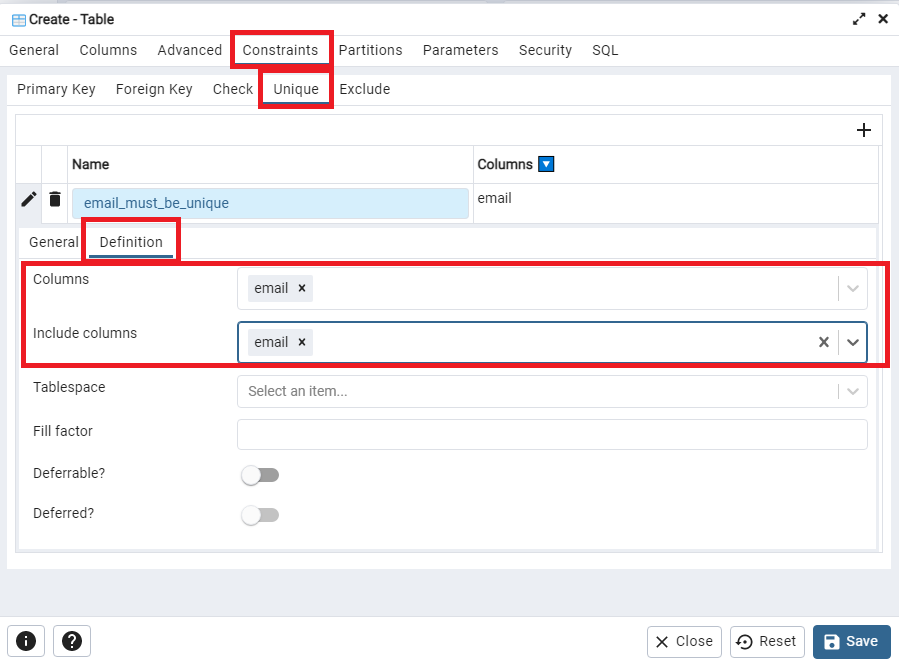 Create - Table
General Columns Advanced Constraints Partitions Parameters Security SQL
Primary Key Foreign Key Check Unique Exclude
Name Columns
email_must_be_unique email
General Definition
Columns email
Include columns email
Tablespace Select an item...
Fill factor
Deferrable?
Deferred?
Close Reset Save